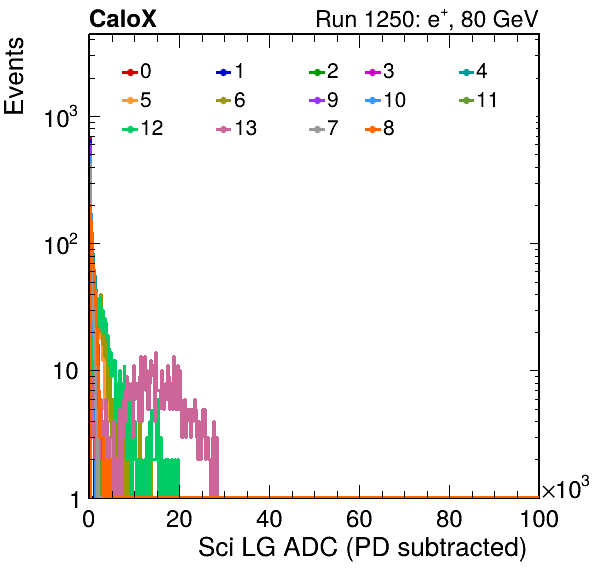 CaloX Run 1250: e⁺, 80 GeV
Events
0 1 2 3 4
5 6 9 10 11
12 13 7 8
10³
10²
10
1
0 20 40 60 80 100 ×10³
Sci LG ADC (PD subtracted)